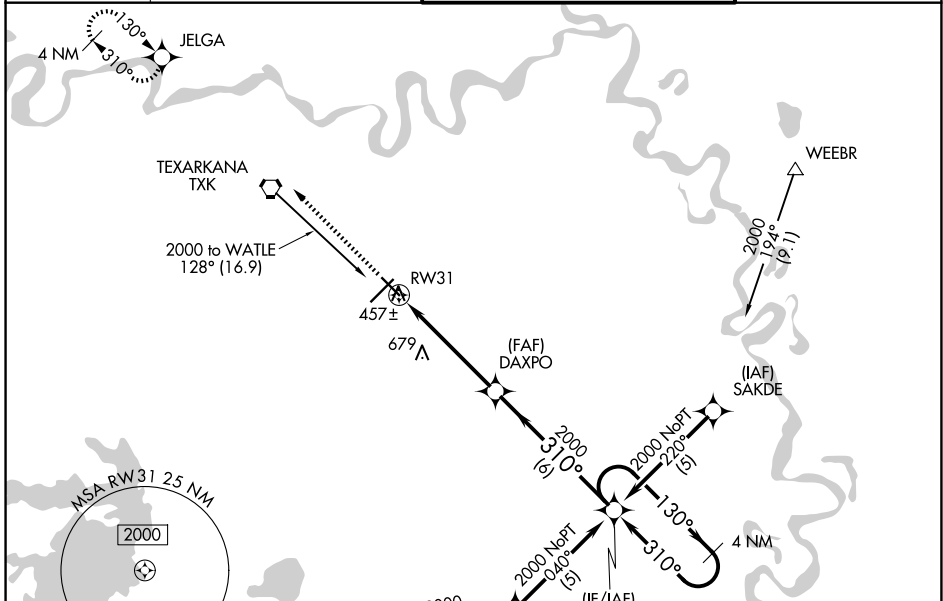 130°
JELGA
4 NM
310°
WEEBR
TEXARKANA
TXK
2000
194°
(9.1)
2000 to WATLE
128° (16.9)
RW31
457±
679
(FAF)
DAXPO
(IAF)
SAKDE
2000
310°
(6)
2000 NoPT
220°
(5)
MSA RW31 25 NM
2000
130°
4 NM
310°
2000 NoPT
040°
(5)
(IF/IAF)
2000